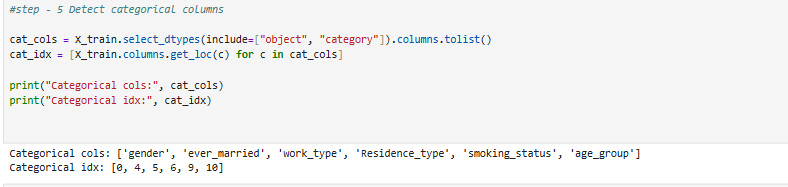 #step - 5 Detect categorical columns
cat_cols = X_train.select_dtypes(include=["object", "category"]).columns.tolist()
cat_idx = [X_train.columns.get_loc(c) for c in cat_cols]
print("Categorical cols:", cat_cols)
print("Categorical idx:", cat_idx)
Categorical cols: ['gender', 'ever_married', 'work_type', 'Residence_type', 'smoking_status', 'age_group']
Categorical idx: [0, 4, 5, 6, 9, 10]